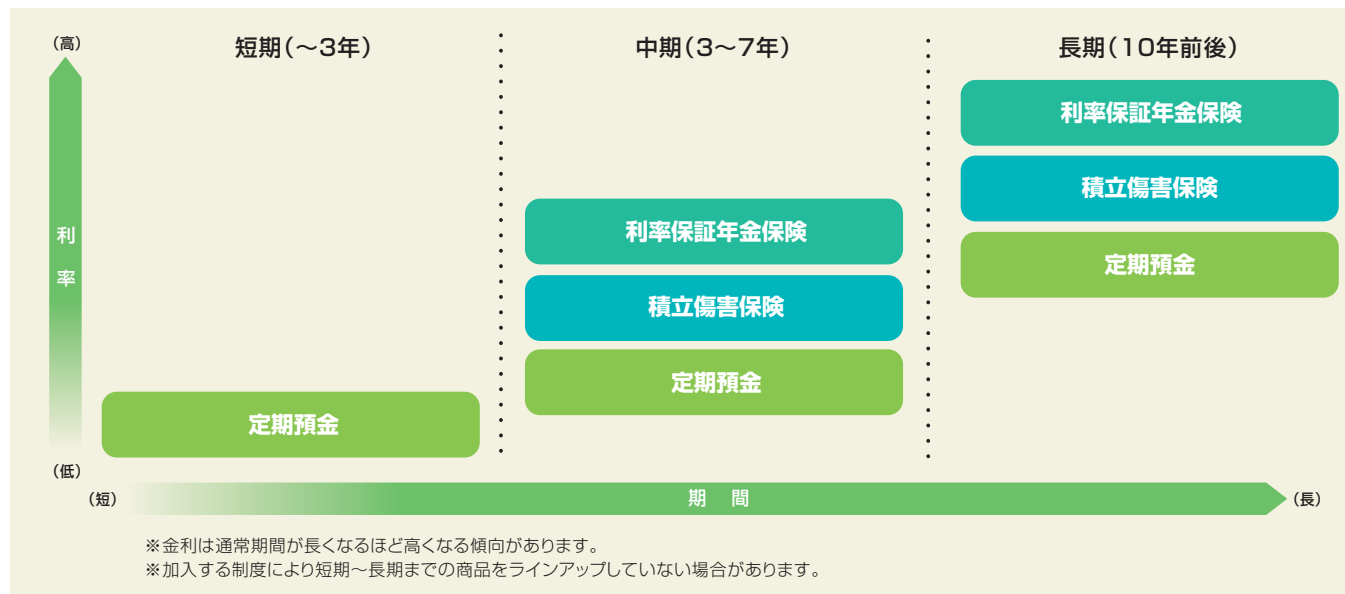 （高）
短期（～3年）
中期（3～7年）
長期（10年前後）
利率保証年金保険
積立傷害保険
定期預金
利率保証年金保険
積立傷害保険
定期預金
定期預金
利率
（低）
（短）
期間
（長）
※金利は通常期間が長くなるほど高くなる傾向があります。
※加入する制度により短期～長期までの商品をラインアップしていない場合があります。